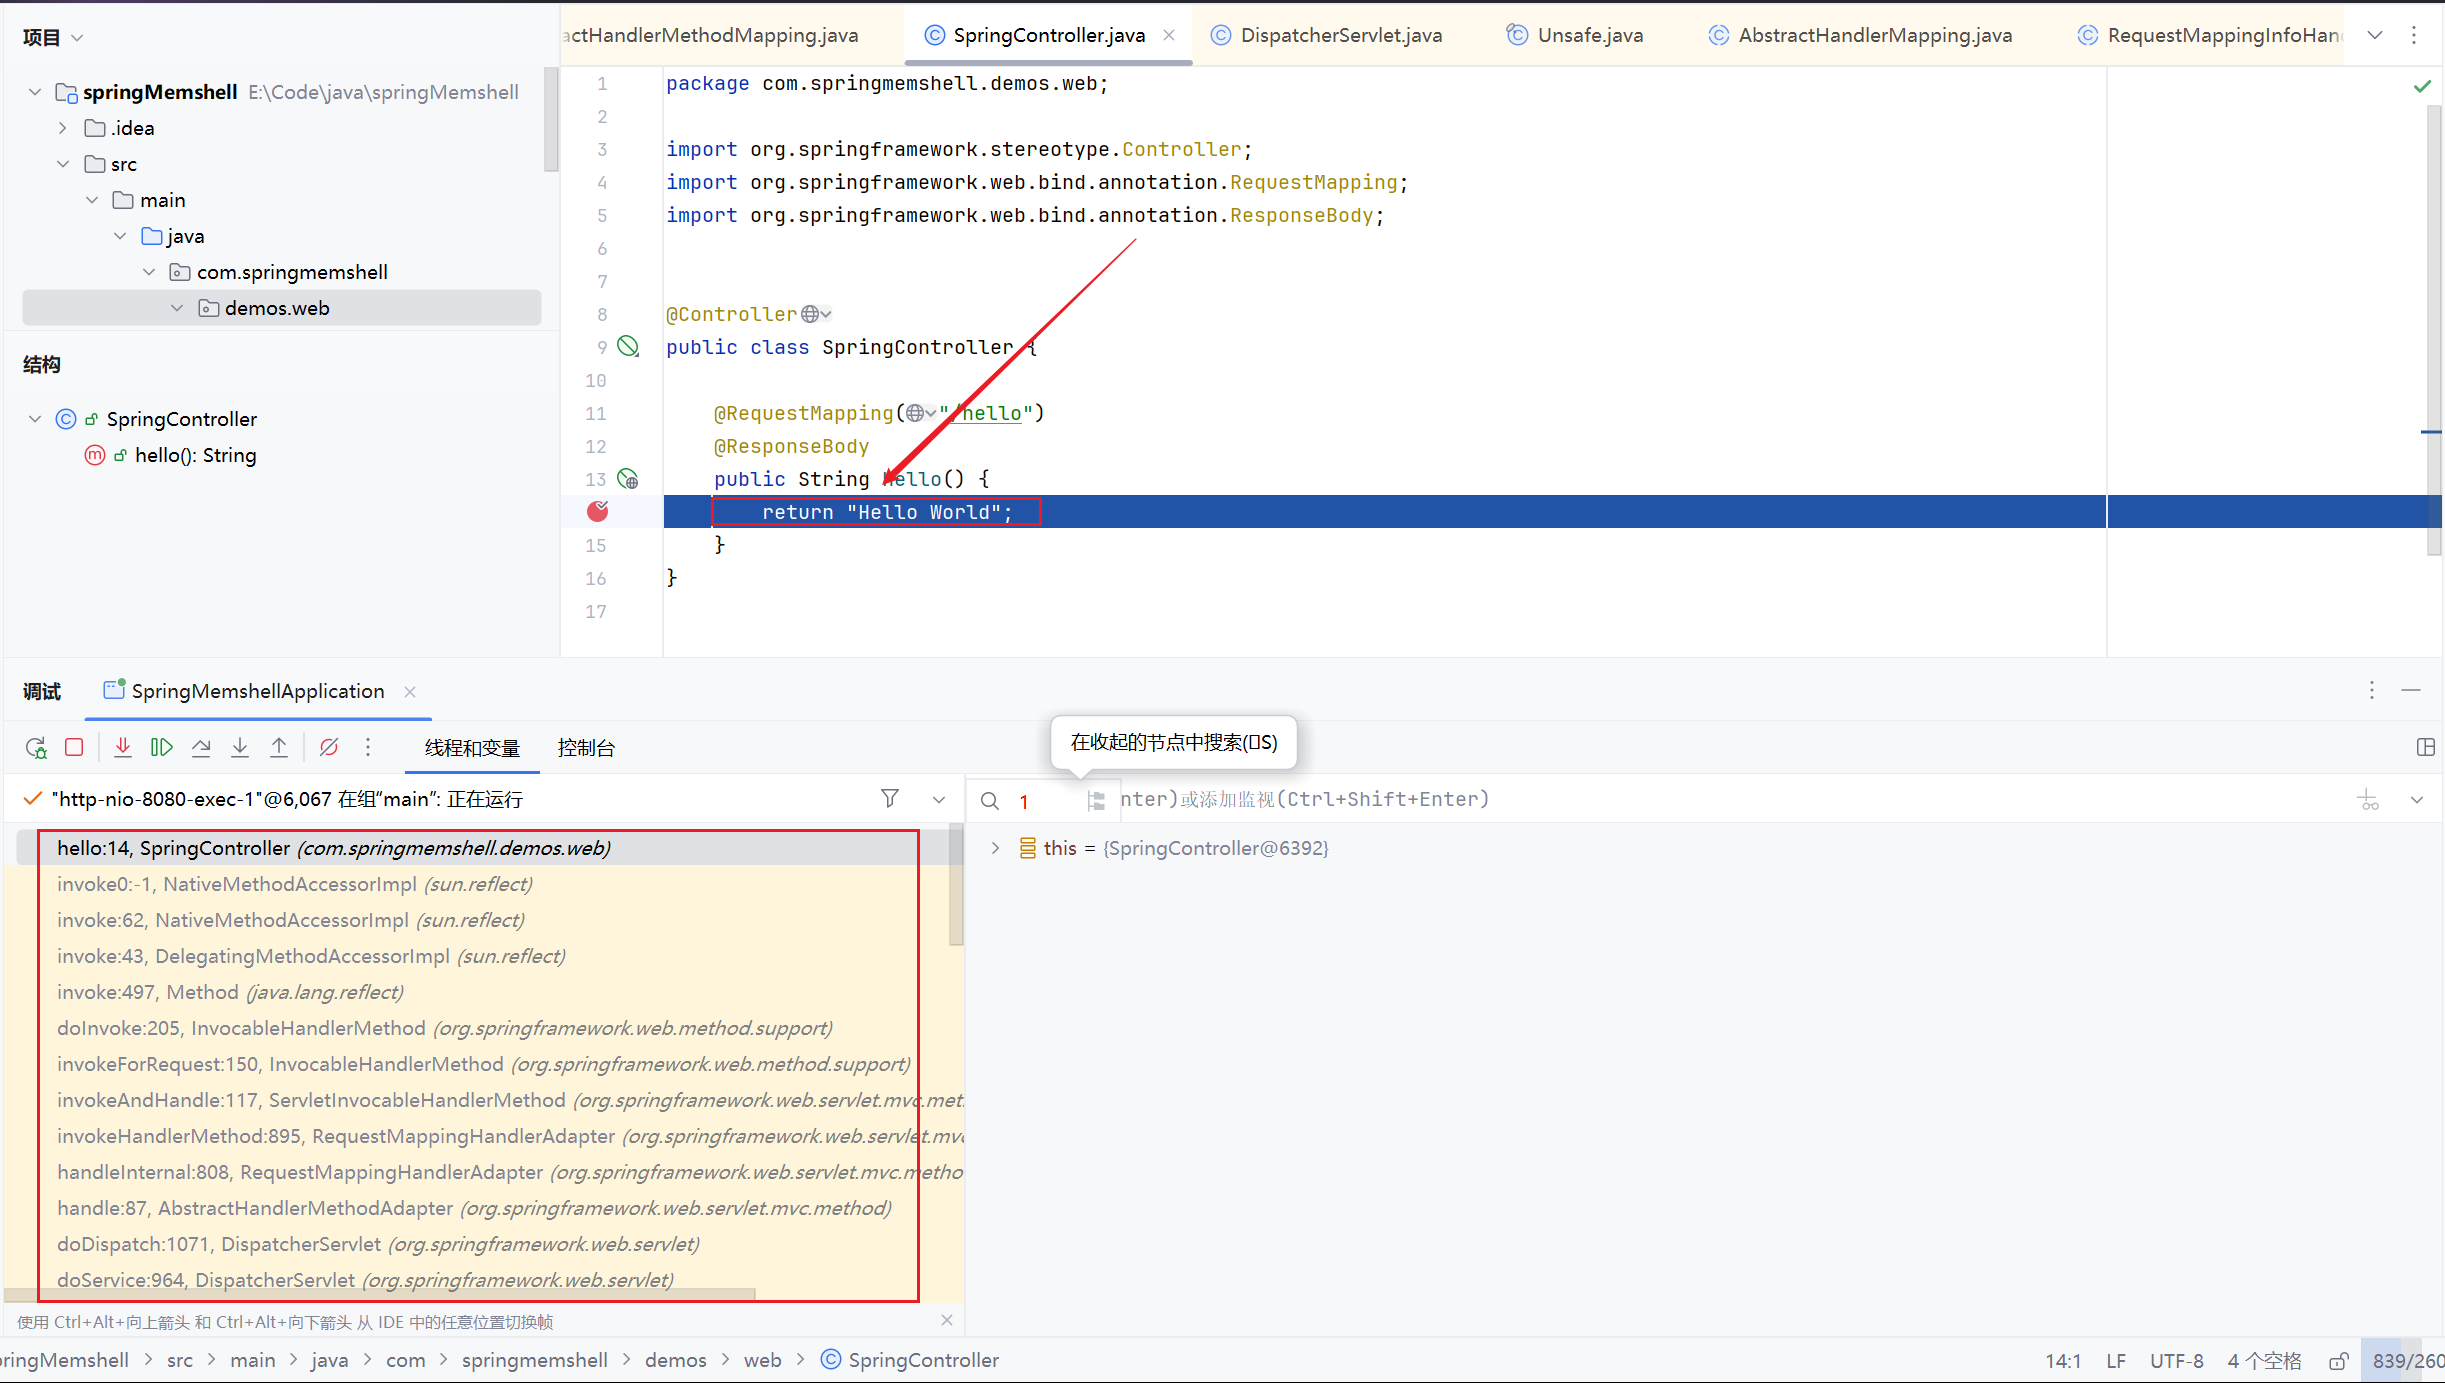 项目
springMemshell E:\Code\java\springMemshell
.idea
src
main
java
com.springmemshell
demos.web
结构
SpringController
hello(): String
actHandlerMethodMapping.java
SpringController.java
DispatcherServlet.java
Unsafe.java
AbstractHandlerMapping.java
RequestMappingInfoHan
1 package com.springmemshell.demos.web;
2
3 import org.springframework.stereotype.Controller;
4 import org.springframework.web.bind.annotation.RequestMapping;
5 import org.springframework.web.bind.annotation.ResponseBody;
6
7
8 @Controller
9 public class SpringController {
10
11 @RequestMapping("/hello")
12 @ResponseBody
13 public String hello() {
return "Hello World";
15 }
16 }
17
调试 SpringMemshellApplication
线程和变量 控制台
在收起的节点中搜索(S)
"http-nio-8080-exec-1"@6,067 在组"main": 正在运行
1 nter)或添加监视(Ctrl+Shift+Enter)
this = {SpringController@6392}
hello:14, SpringController (com.springmemshell.demos.web)
invoke0:-1, NativeMethodAccessorImpl (sun.reflect)
invoke:62, NativeMethodAccessorImpl (sun.reflect)
invoke:43, DelegatingMethodAccessorImpl (sun.reflect)
invoke:497, Method (java.lang.reflect)
doInvoke:205, InvocableHandlerMethod (org.springframework.web.method.support)
invokeForRequest:150, InvocableHandlerMethod (org.springframework.web.method.support)
invokeAndHandle:117, ServletInvocableHandlerMethod (org.springframework.web.servlet.mvc.met
invokeHandlerMethod:895, RequestMappingHandlerAdapter (org.springframework.web.servlet.mvc
handleInternal:808, RequestMappingHandlerAdapter (org.springframework.web.servlet.mvc.metho
handle:87, AbstractHandlerMethodAdapter (org.springframework.web.servlet.mvc.method)
doDispatch:1071, DispatcherServlet (org.springframework.web.servlet)
doService:964, DispatcherServlet (org.springframework.web.servlet)
使用 Ctrl+Alt+向上箭头 和 Ctrl+Alt+向下箭头 从 IDE 中的任意位置切换帧
pringMemshell > src > main > java > com > springmemshell > demos > web > SpringController
14:1 LF UTF-8 4 个空格 839/260